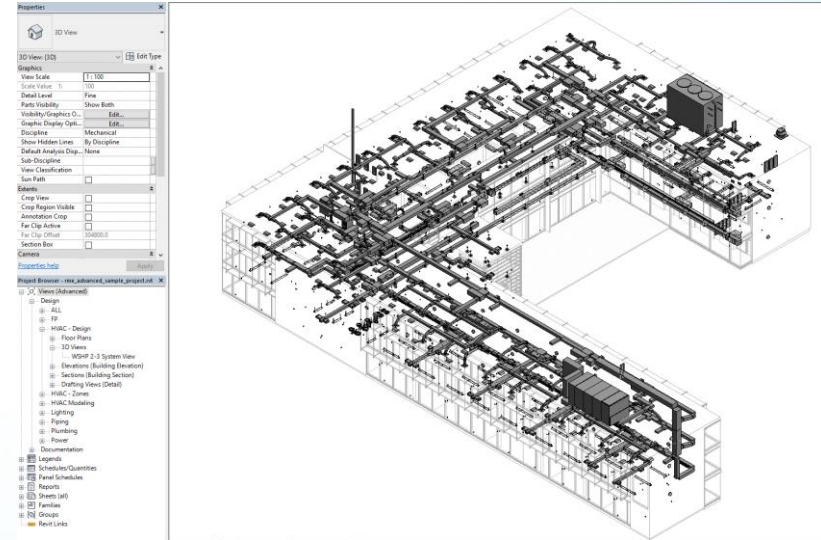 Properties
3D View
3D View: {3D}
Edit Type
Graphics
View Scale 1 : 100
Scale Value 1: 100
Detail Level Fine
Parts Visibility Show Both
Visibility/Graphics O... Edit...
Graphic Display Opti... Edit...
Discipline Mechanical
Show Hidden Lines By Discipline
Default Analysis Disp... None
Sub-Discipline
View Classification
Sun Path
Extents
Crop View
Crop Region Visible
Annotation Crop
Far Clip Active
Far Clip Offset 304800.0
Section Box
Camera
Properties help Apply
Project Browser - rme_advanced_sample_project.rvt
Views (Advanced)
Design
ALL
FP
HVAC - Design
Floor Plans
3D Views
WSHP 2-3 System View
Elevations (Building Elevation)
Sections (Building Section)
Drafting Views (Detail)
HVAC - Zones
HVAC Modeling
Lighting
Piping
Plumbing
Power
Documentation
Legends
Schedules/Quantities
Panel Schedules
Reports
Sheets (all)
Families
Groups
Revit Links